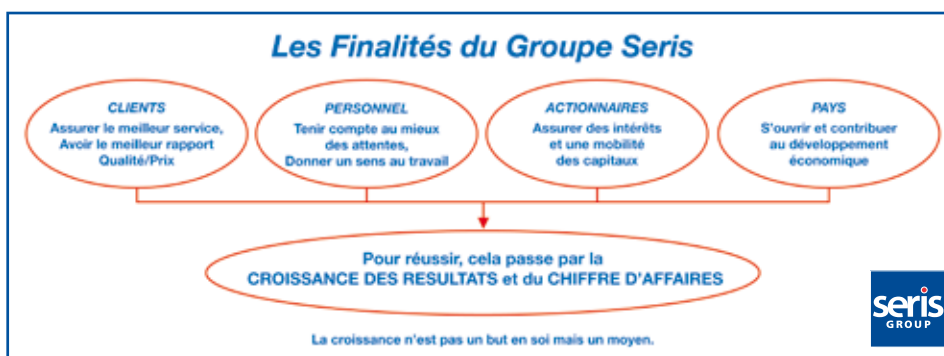 Les Finalités du Groupe Seris
CLIENTS
Assurer le meilleur service,
Avoir le meilleur rapport
Qualité/Prix
PERSONNEL
Tenir compte au mieux
des attentes,
Donner un sens au travail
ACTIONNAIRES
Assurer des intérêts
et une mobilité
des capitaux
PAYS
S'ouvrir et contribuer
au développement
économique
Pour réussir, cela passe par la
CROISSANCE DES RESULTATS et du CHIFFRE D'AFFAIRES
La croissance n'est pas un but en soi mais un moyen.
seris
GROUP